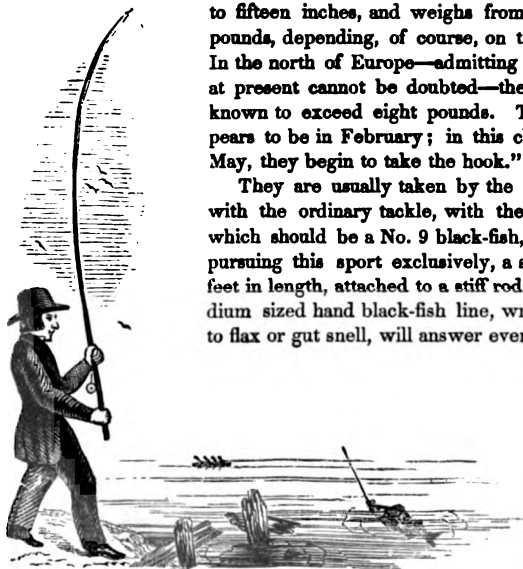 to fifteen inches, and weighs from
pounds, depending, of course, on t
In the north of Europe—admitting
at present cannot be doubted—the
known to exceed eight pounds. T
pears to be in February; in this c
May, they begin to take the hook."
They are usually taken by the
with the ordinary tackle, with the
which should be a No. 9 black-fish,
pursuing this sport exclusively, a s
feet in length, attached to a stiff rod
dium sized hand black-fish line, wr
to flax or gut snell, will answer ever